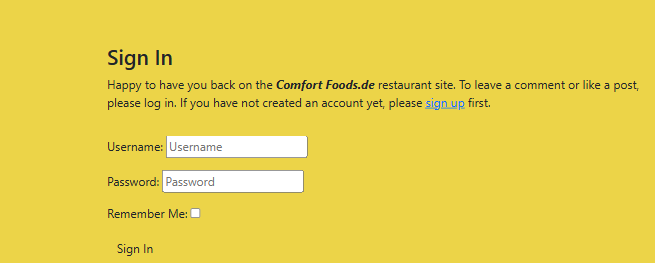 Sign In
Happy to have you back on the Comfort Foods.de restaurant site. To leave a comment or like a post,
please log in. If you have not created an account yet, please sign up first.
Username: Username
Password: Password
Remember Me:
Sign In